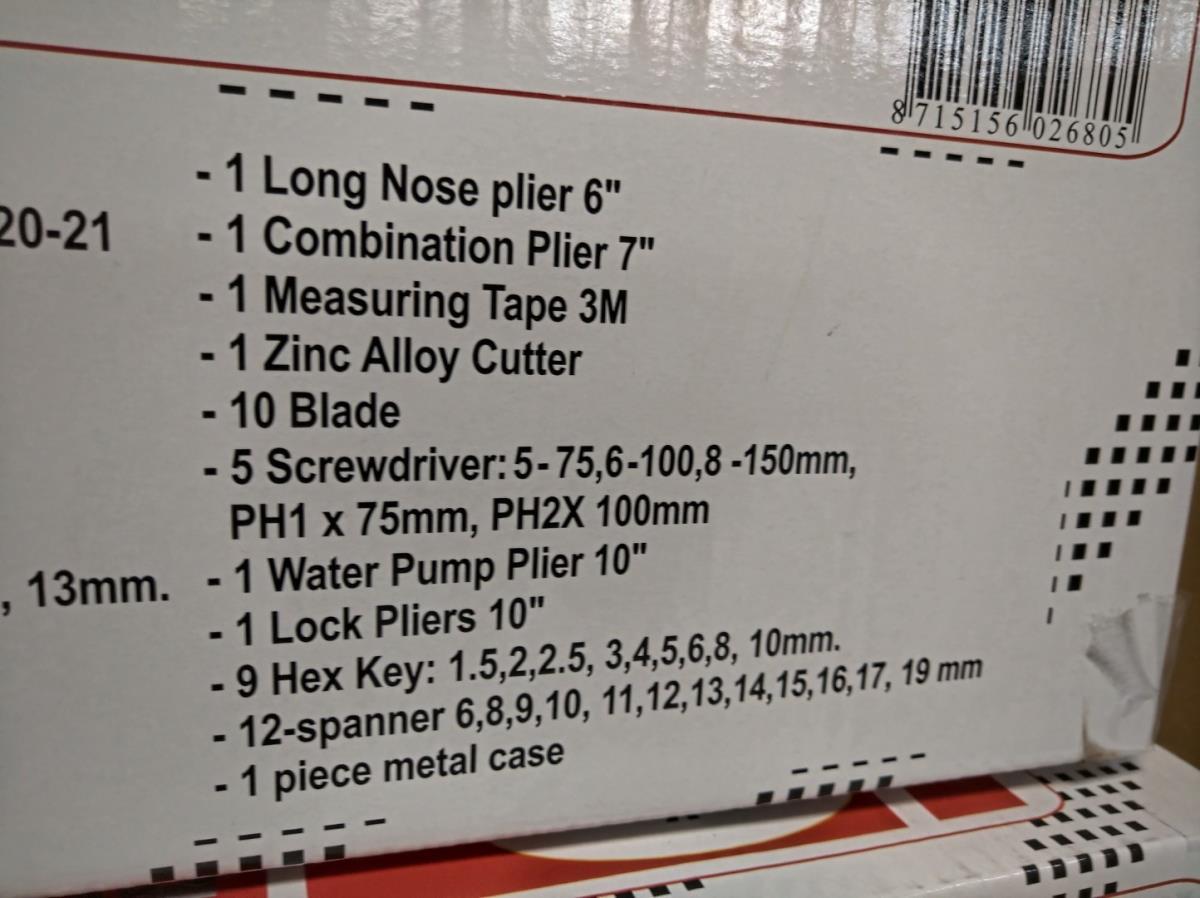 8 715156 026805
- 1 Long Nose plier 6"
20-21
- 1 Combination Plier 7"
- 1 Measuring Tape 3M
- 1 Zinc Alloy Cutter
- 10 Blade
- 5 Screwdriver: 5- 75,6-100,8 -150mm,
PH1 x 75mm, PH2X 100mm
, 13mm.
- 1 Water Pump Plier 10"
- 1 Lock Pliers 10"
- 9 Hex Key: 1.5,2,2.5, 3,4,5,6,8, 10mm.
- 12-spanner 6,8,9,10, 11,12,13,14,15,16,17, 19 mm
- 1 piece metal case